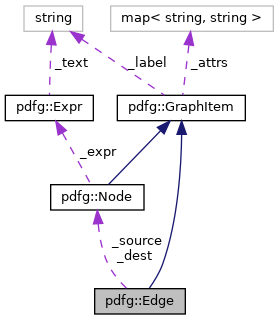 string
map< string, string >
_text
_label
_attrs
pdfg::Expr
pdfg::GraphItem
_expr
pdfg::Node
_source
_dest
pdfg::Edge